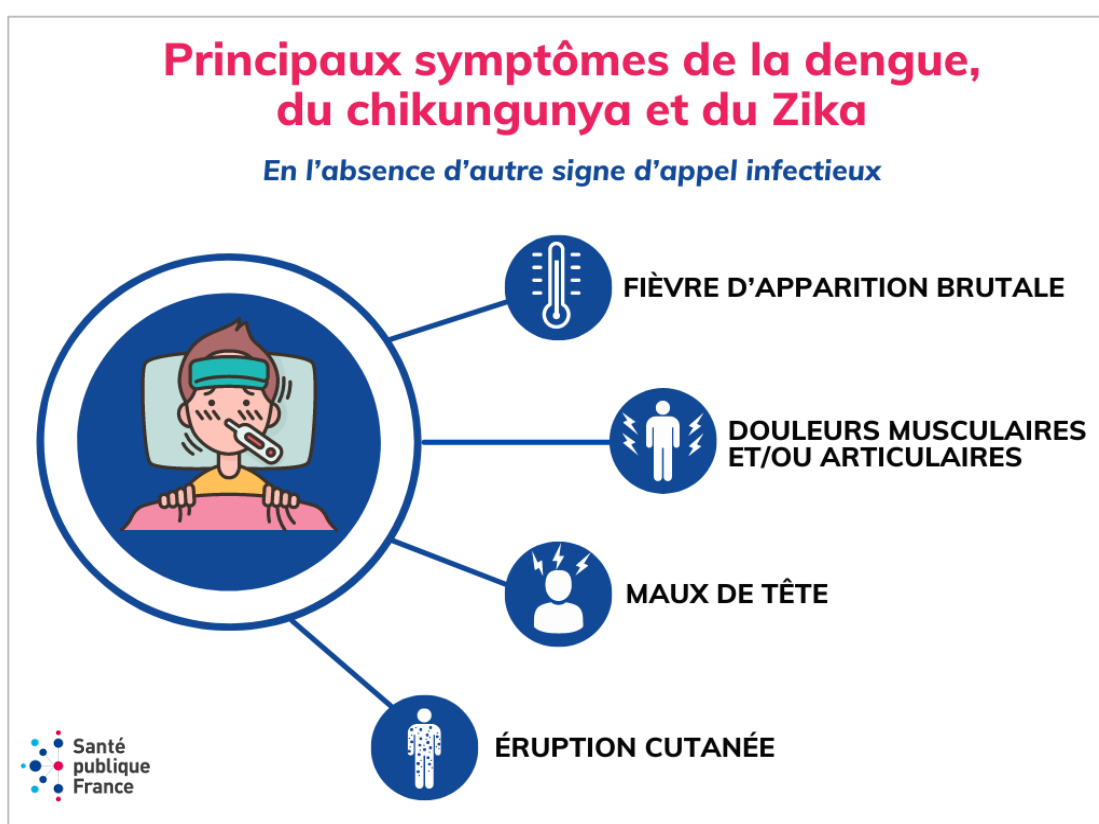 Principaux symptômes de la dengue,
du chikungunya et du Zika
En l’absence d’autre signe d’appel infectieux
FIÈVRE D’APPARITION BRUTALE
DOULEURS MUSCULAIRES
ET/OU ARTICULAIRES
MAUX DE TÊTE
ÉRUPTION CUTANÉE
Santé
publique
France